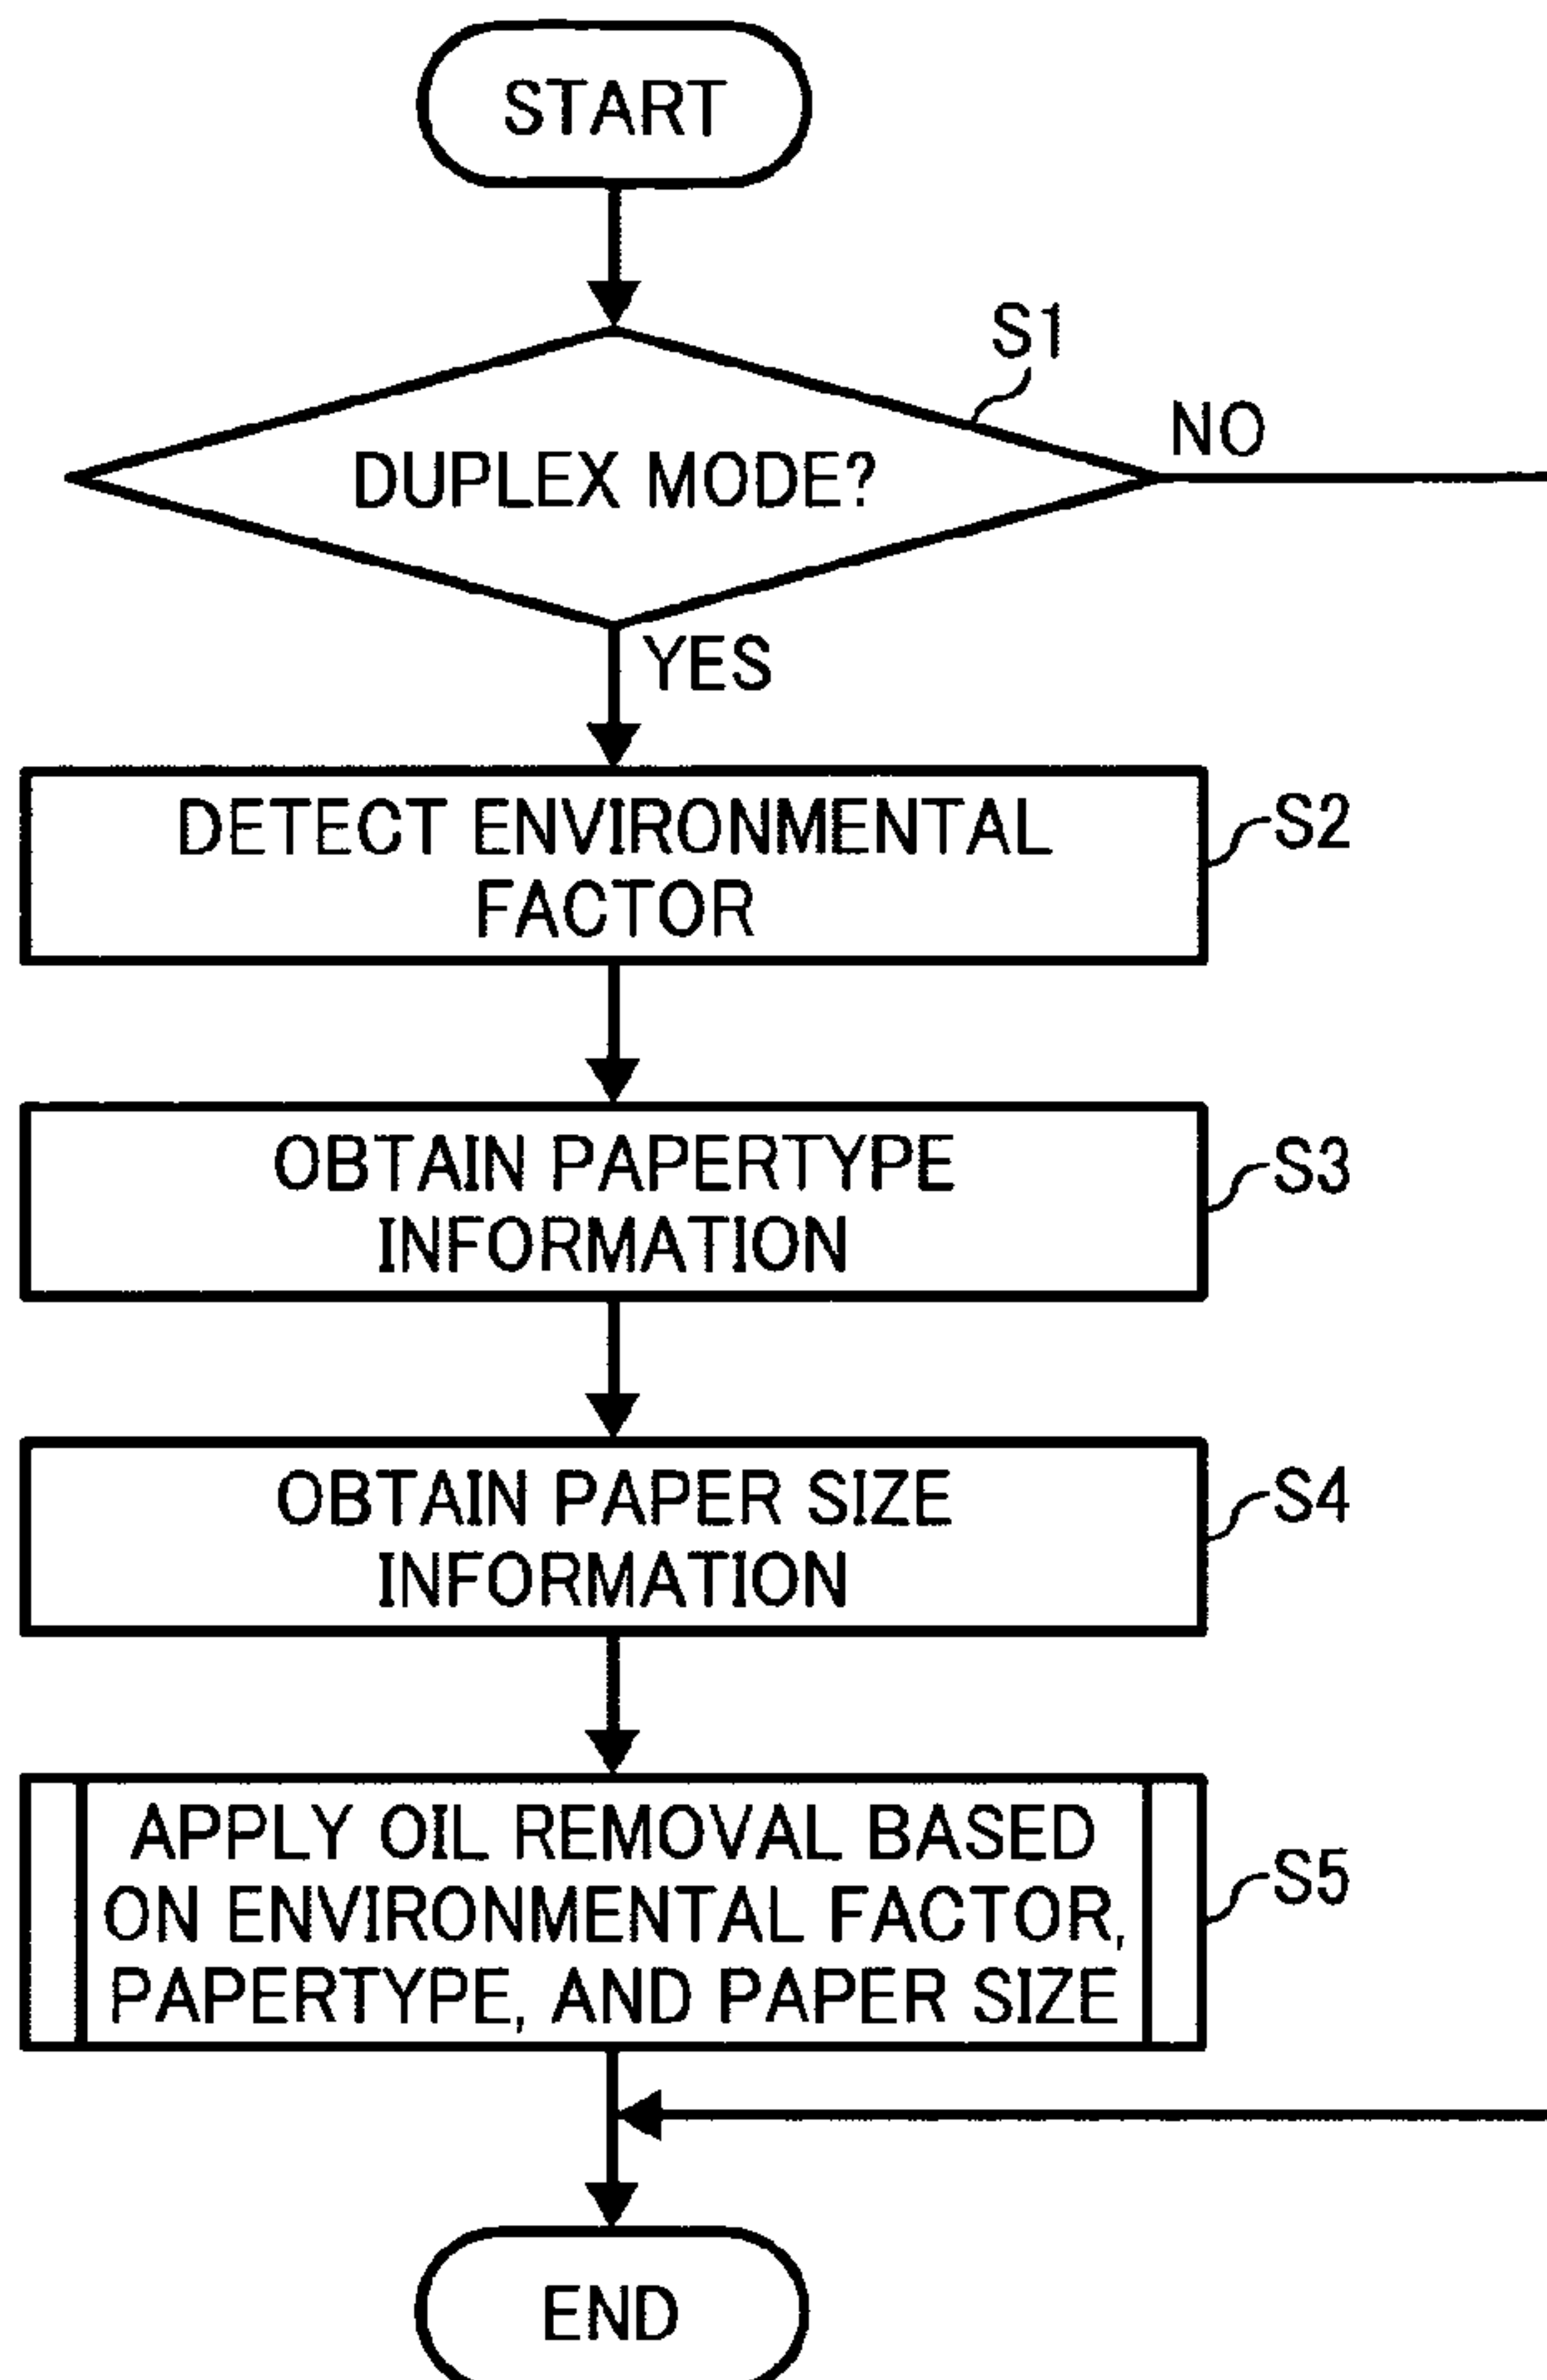 START
S1
DUPLEX MODE?
NO
YES
DETECT ENVIRONMENTAL
FACTOR
S2
OBTAIN PAPERTYPE
INFORMATION
S3
OBTAIN PAPER SIZE
INFORMATION
S4
APPLY OIL REMOVAL BASED
ON ENVIRONMENTAL FACTOR,
PAPERTYPE, AND PAPER SIZE
S5
END